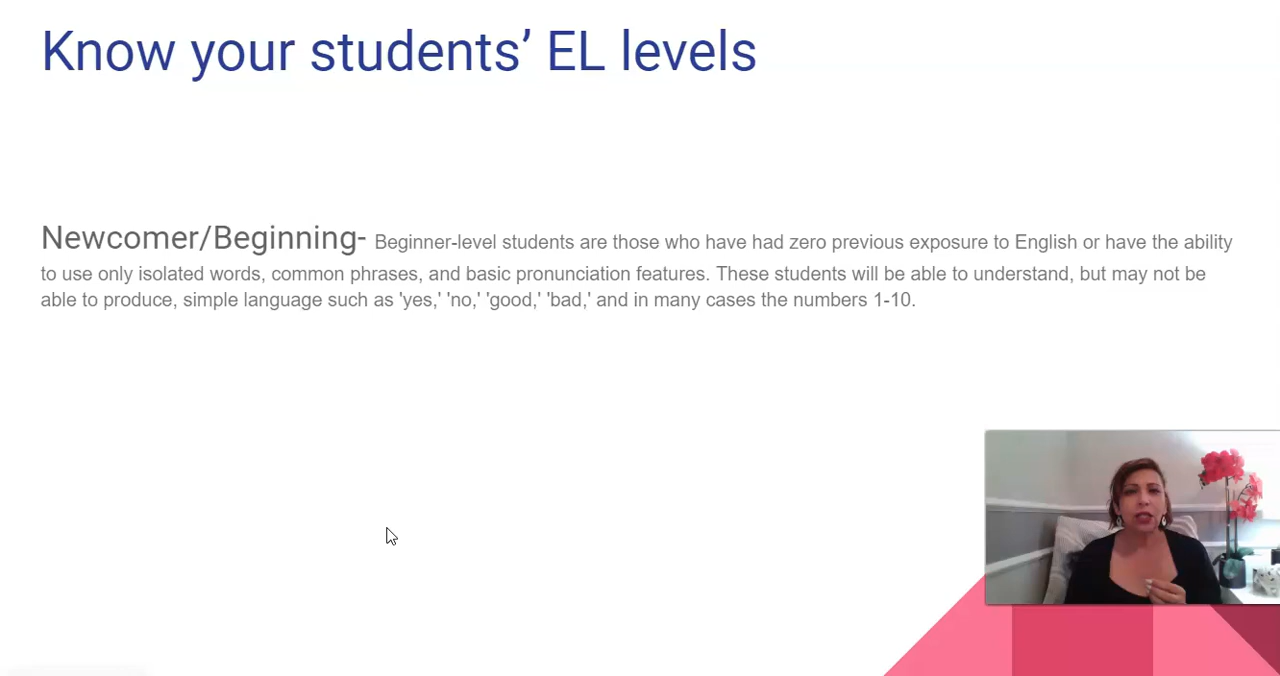 Know your students’ EL levels
Newcomer/Beginning- Beginner-level students are those who have had zero previous exposure to English or have the ability
to use only isolated words, common phrases, and basic pronunciation features. These students will be able to understand, but may not be
able to produce, simple language such as 'yes,' 'no,' 'good,' 'bad,' and in many cases the numbers 1-10.